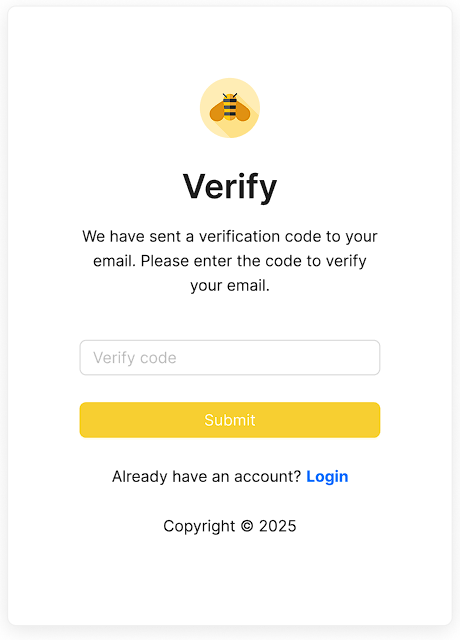 Verify
We have sent a verification code to your
email. Please enter the code to verify
your email.
Verify code
Submit
Already have an account? Login
Copyright © 2025